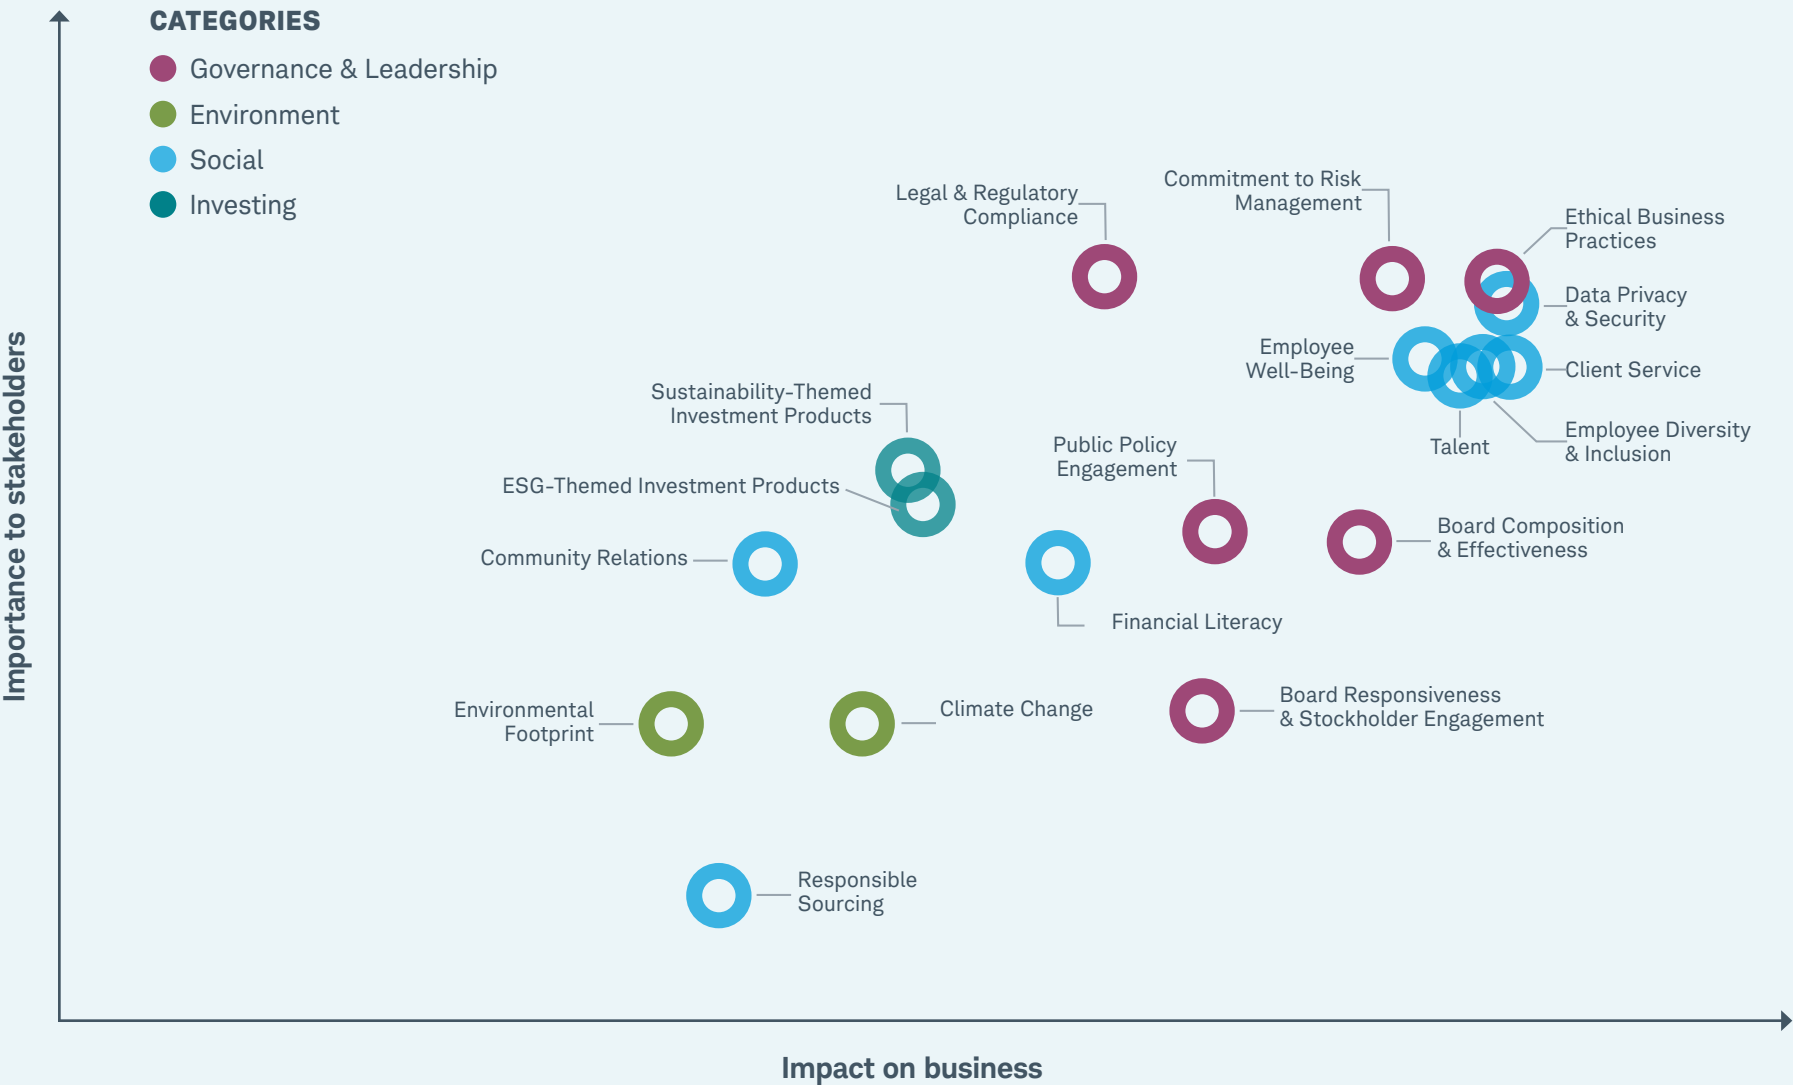 CATEGORIES
Governance & Leadership
Environment
Social
Investing
Importance to stakeholders
Legal & Regulatory
Compliance
Commitment to Risk
Management
Ethical Business
Practices
Data Privacy
& Security
Employee
Well-Being
Client Service
Sustainability-Themed
Investment Products
Talent
Employee Diversity
& Inclusion
Public Policy
Engagement
ESG-Themed Investment Products
Community Relations
Board Composition
& Effectiveness
Financial Literacy
Environmental
Footprint
Climate Change
Board Responsiveness
& Stockholder Engagement
Responsible
Sourcing
Impact on business